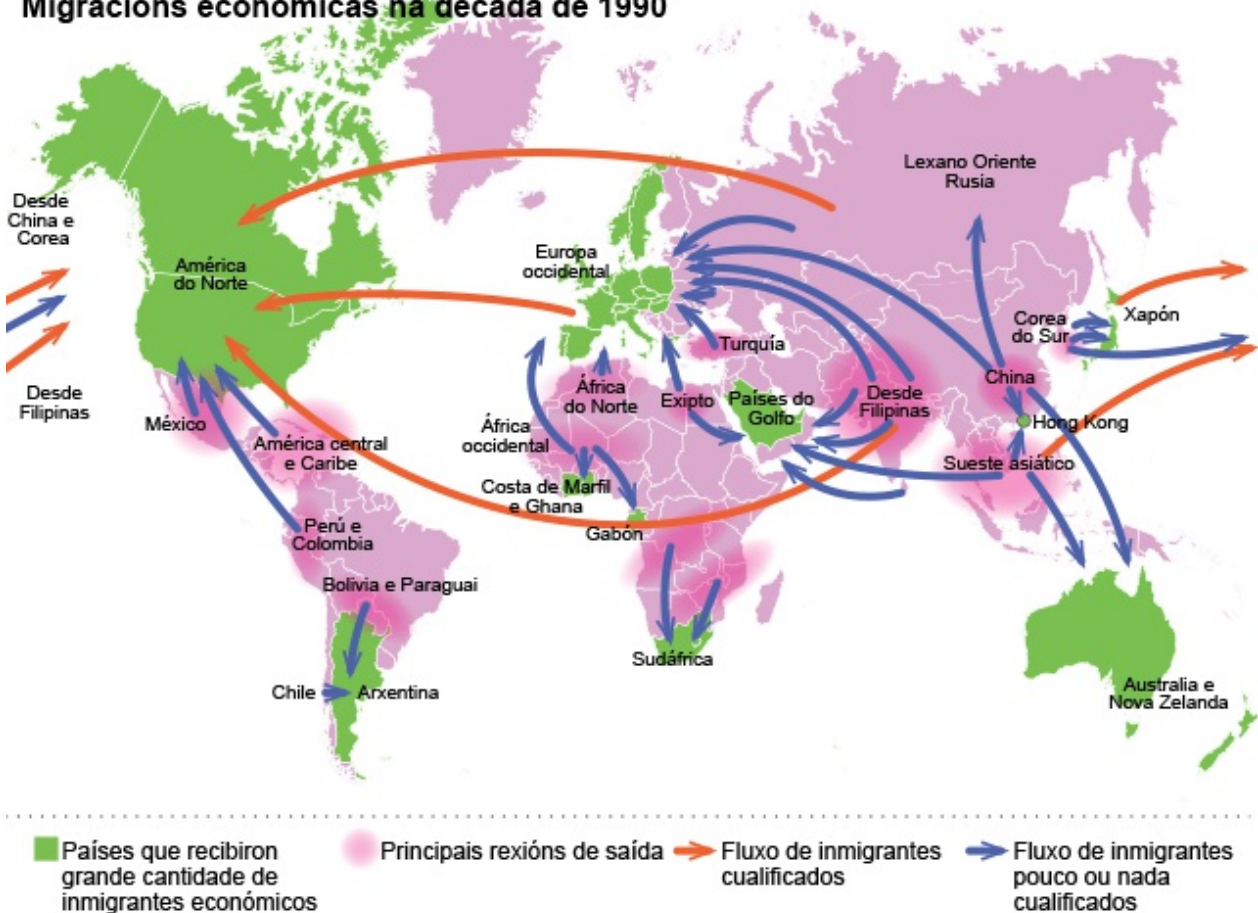 Migracións económicas na década de 1990
Lexano Oriente
Rusia
Desde
China e
Corea
América
do Norte
Europa
occidental
Corea
do Sur
Xapón
Turquía
China
Desde
Filipinas
México
América central
e Caribe
África
do Norte
Exipto
Países do
Golfo
Desde
Filipinas
Hong Kong
África
occidental
Sueste asiático
Costa de Marfil
e Ghana
Gabón
Perú e
Colombia
Bolivia e Paraguai
Sudáfrica
Chile
Arxentina
Australia e
Nova Zelanda
Países que recibiron
grande cantidade de
inmigrantes económicos
Principais rexións de saída
Fluxo de inmigrantes
cualificados
Fluxo de inmigrantes
pouco ou nada
cualificados